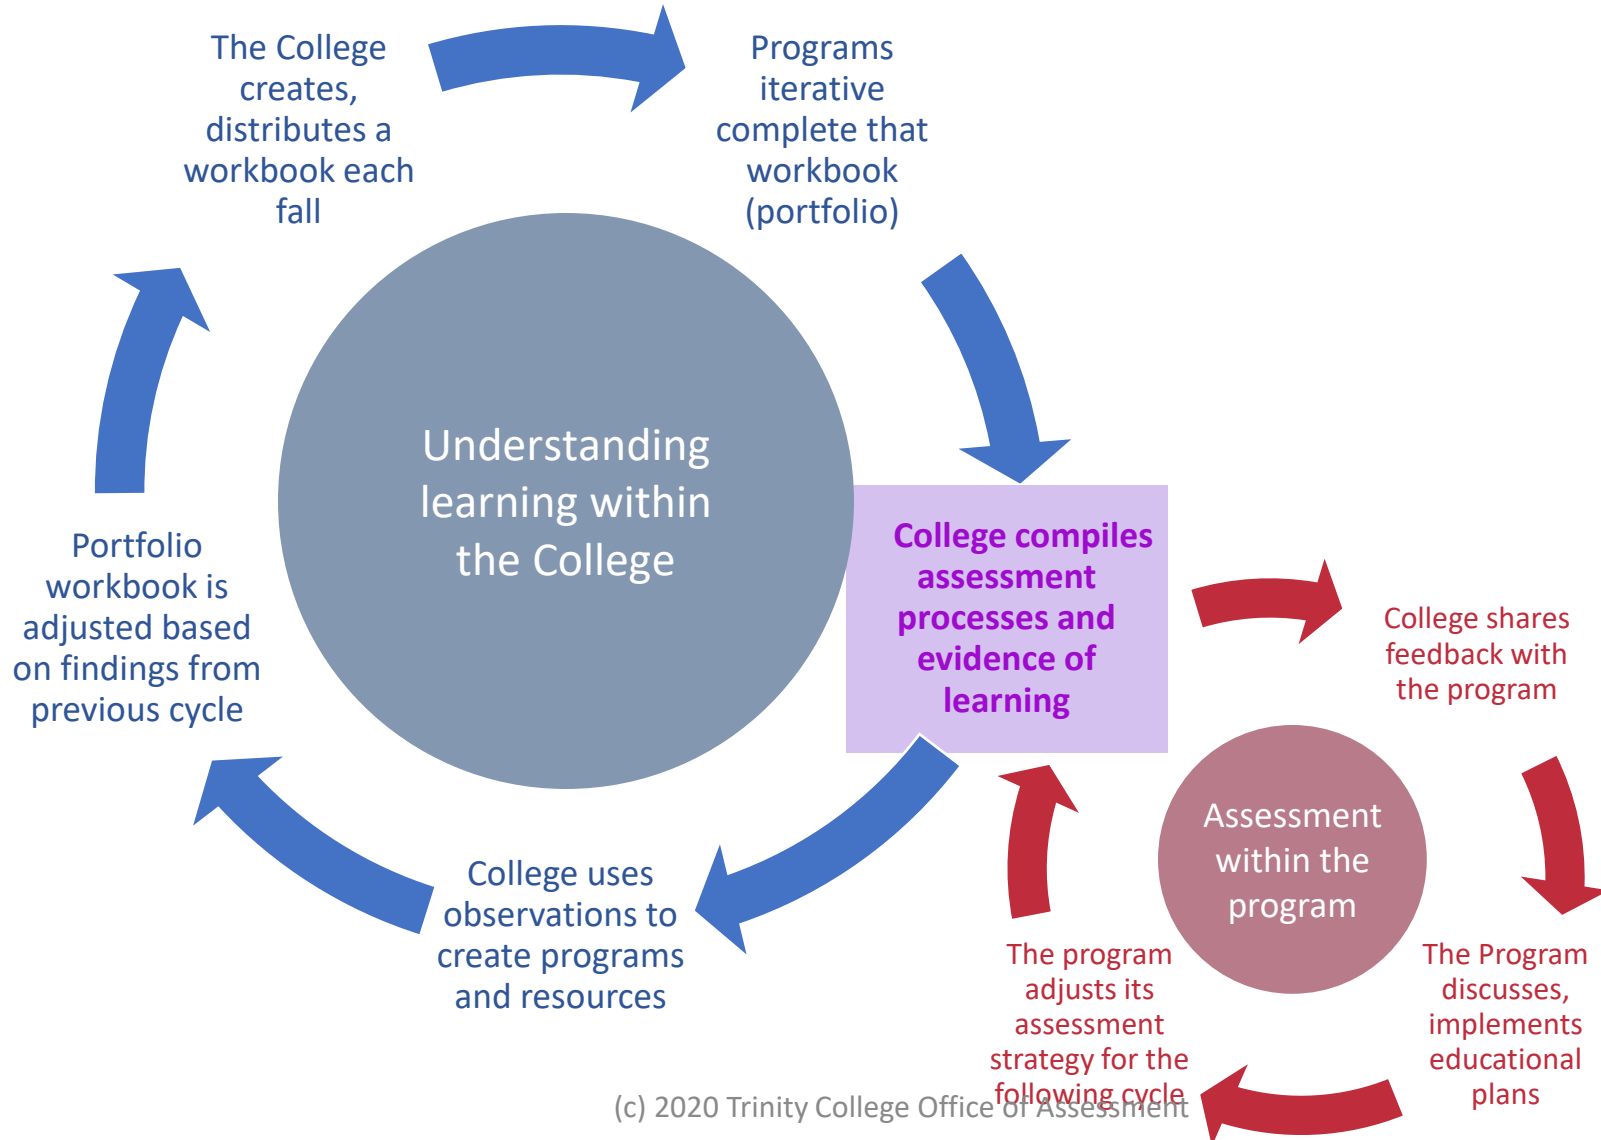 The College
creates,
distributes a
workbook each
fall
Programs
iterative
complete that
workbook
(portfolio)
Understanding
learning within
the College
College compiles
assessment
processes and
evidence of
learning
Portfolio
workbook is
adjusted based
on findings from
previous cycle
College shares
feedback with
the program
Assessment
within the
program
College uses
observations to
create programs
and resources
The program
adjusts its
assessment
strategy for the
following cycle
The Program
discusses,
implements
educational
plans
(c) 2020 Trinity College Office of Assessment